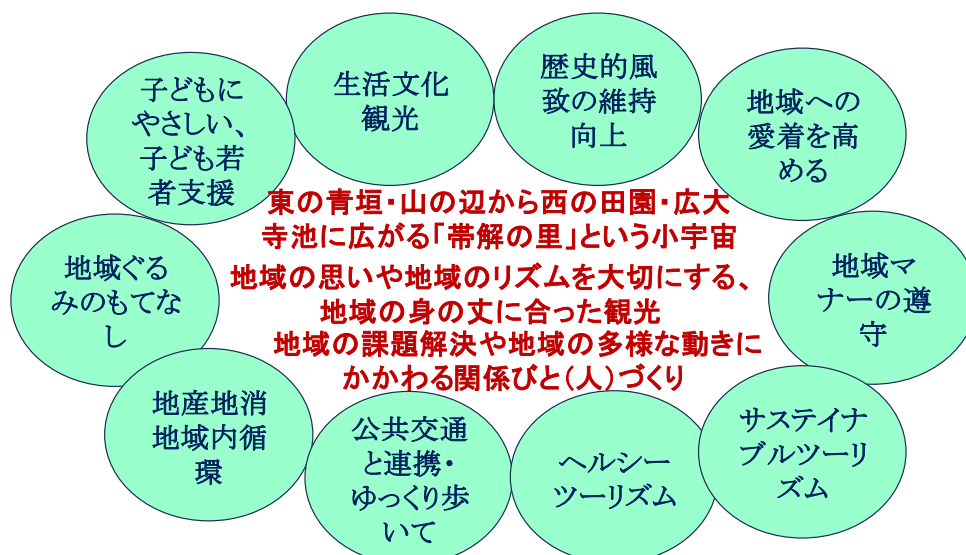 子どもに
やさしい、
子ども若
者支援
生活文化
観光
歴史的風
致の維持
向上
地域への
愛着を高
める
東の青垣・山の辺から西の田園・広大
寺池に広がる「帯解の里」という小宇宙
地域の思いや地域のリズムを大切にする、
地域の身の丈に合った観光
地域の課題解決や地域の多様な動きに
かかわる関係びと(人)づくり
地域ぐる
みのもてな
し
地域マ
ナーの遵
守
地産地消
地域内循
環
公共交通
と連携・
ゆっくり歩
いて
ヘルシー
ツーリズム
サステイナ
ブルツーリ
ズム